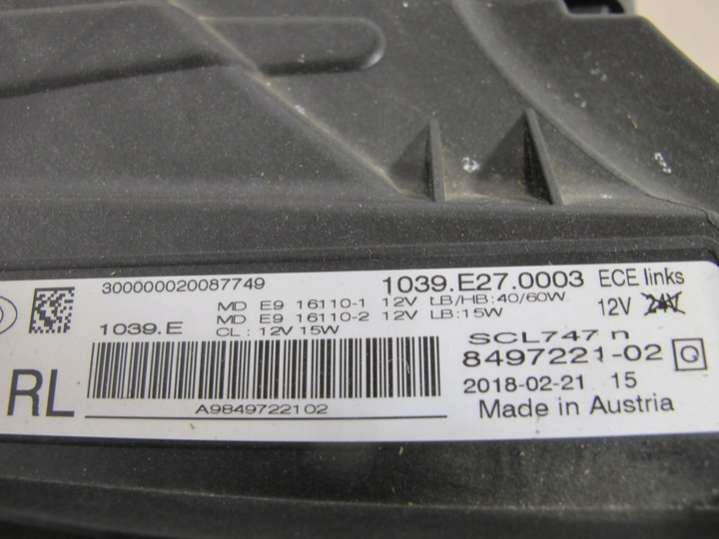 300000020087749
1039.E27.0003 ECE links
MD E9 16110-1 12V LB/HB:40/60W
12V 24V
1039.E
MD E9 16110-2 12V LB:15W
CL: 12V 15W
SCL747 n
8497221-02 Q
RL
2018-02-21 15
A9849722102
Made in Austria